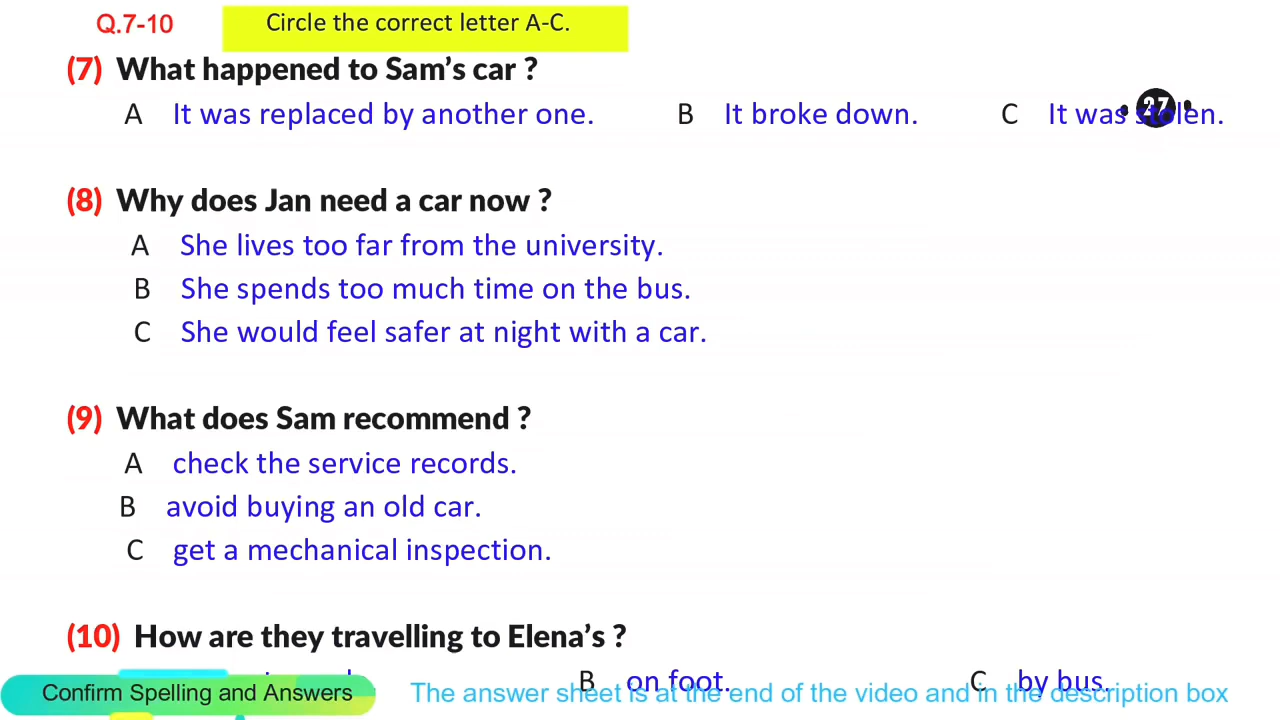 Q.7-10 Circle the correct letter A-C.
(7) What happened to Sam's car ?
A It was replaced by another one. B It broke down. C It was stolen.
27
(8) Why does Jan need a car now ?
A She lives too far from the university.
B She spends too much time on the bus.
C She would feel safer at night with a car.
(9) What does Sam recommend ?
A check the service records.
B avoid buying an old car.
C get a mechanical inspection.
(10) How are they travelling to Elena's ?
B on foot. C by bus.
Confirm Spelling and Answers The answer sheet is at the end of the video and in the description box